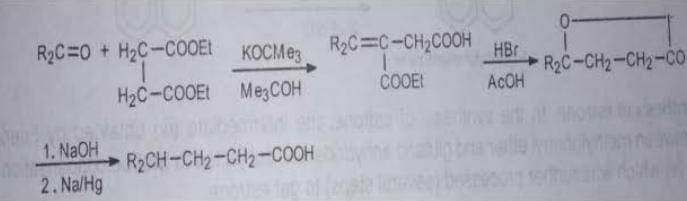 R₂C=O + H₂C–COOEt KOCMe₃ R₂C=C–CH₂COOH HBr O
H₂C–COOEt Me₃COH COOEt AcOH R₂C–CH₂–CH₂–CO
1. NaOH R₂CH–CH₂–CH₂–COOH
2. Na/Hg